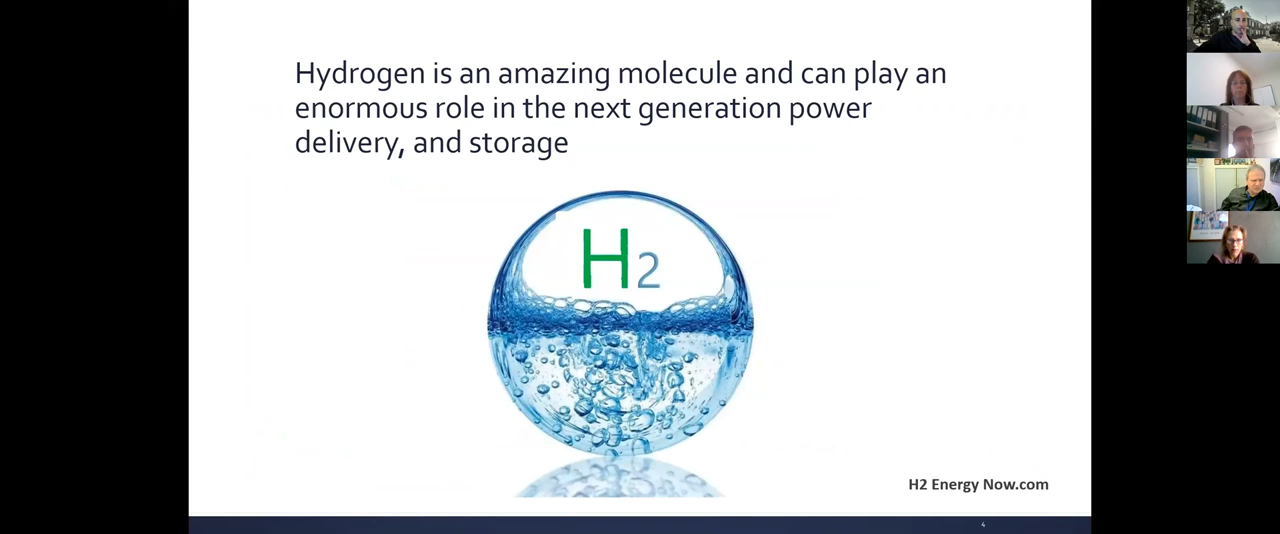 Hydrogen is an amazing molecule and can play an
enormous role in the next generation power
delivery, and storage
H2
H2 Energy Now.com
4